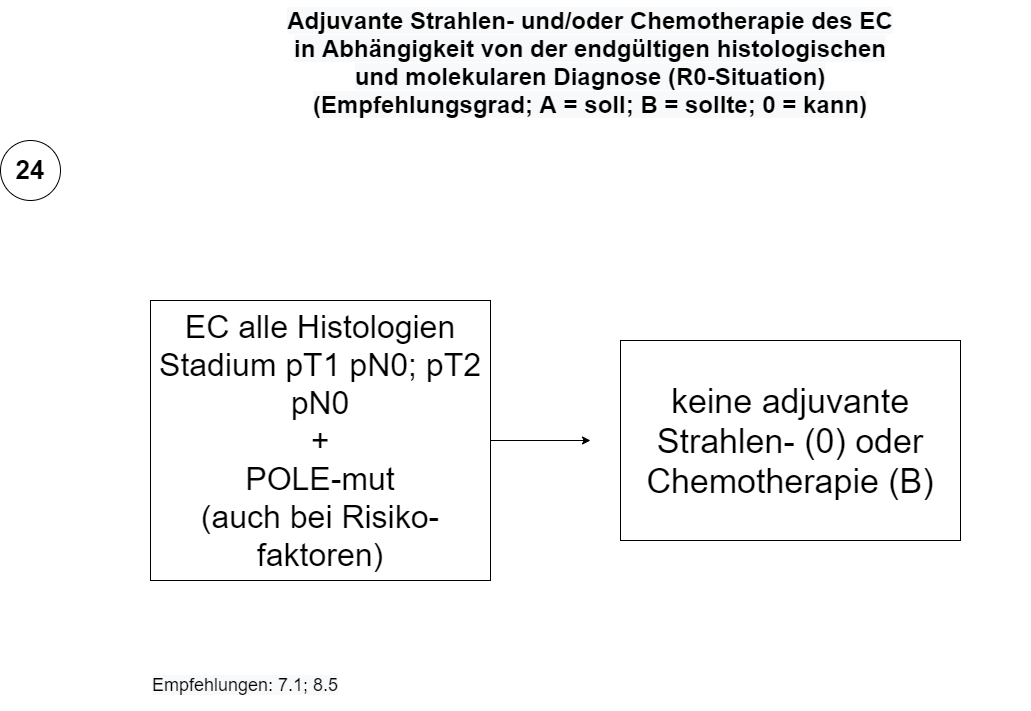 Adjuvante Strahlen- und/oder Chemotherapie des EC
in Abhängigkeit von der endgültigen histologischen
und molekularen Diagnose (R0-Situation)
(Empfehlungsgrad; A = soll; B = sollte; 0 = kann)
24
EC alle Histologien
Stadium pT1 pN0; pT2
pN0
+
POLE-mut
(auch bei Risiko-
faktoren)
keine adjuvante
Strahlen- (0) oder
Chemotherapie (B)
Empfehlungen: 7.1; 8.5